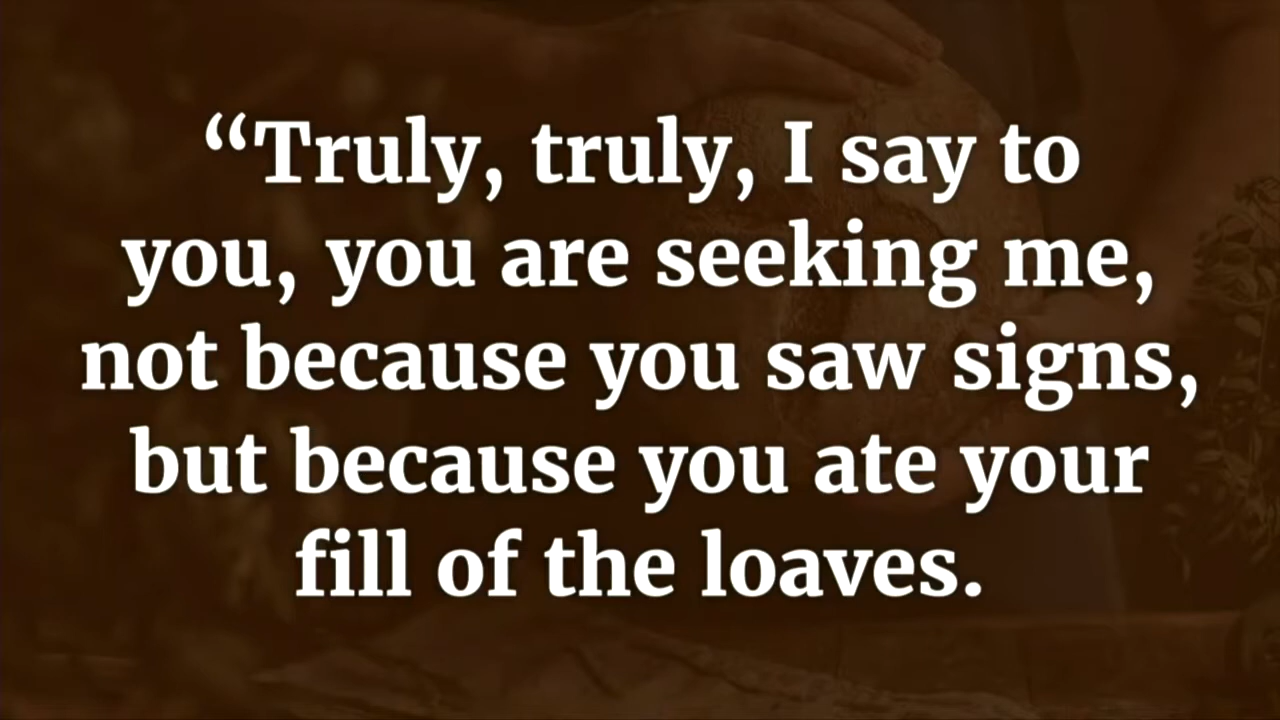 “Truly, truly, I say to
you, you are seeking me,
not because you saw signs,
but because you ate your
fill of the loaves.